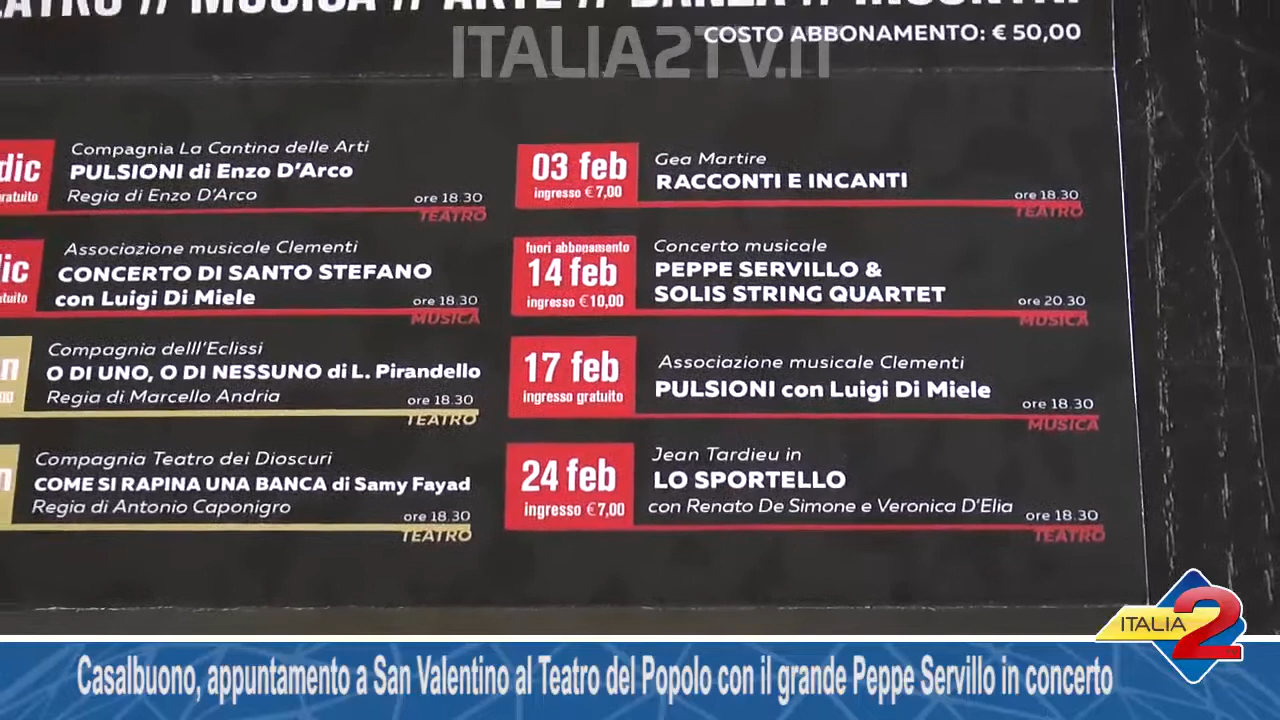 TEATRO // MUSICA // ARTE // DANZA // INCONTRI
COSTO ABBONAMENTO: € 50,00
ITALIA2TV.IT
dic
Compagnia La Cantina delle Arti
PULSIONI di Enzo D'Arco
Regia di Enzo D'Arco
ore 18.30
TEATRO
Associazione musicale Clementi
CONCERTO DI SANTO STEFANO
con Luigi Di Miele
ore 18.30
MUSICA
Compagnia delll'Eclissi
O DI UNO, O DI NESSUNO di L. Pirandello
Regia di Marcello Andria
ore 18.30
TEATRO
Compagnia Teatro dei Dioscuri
COME SI RAPINA UNA BANCA di Samy Fayad
Regia di Antonio Caponigro
ore 18.30
TEATRO
03 feb
ingresso € 7,00
Gea Martire
RACCONTI E INCANTI
ore 18.30
TEATRO
fuori abbonamento
14 feb
ingresso € 10,00
Concerto musicale
PEPPE SERVILLO &
SOLIS STRING QUARTET
ore 20.30
MUSICA
17 feb
ingresso gratuito
Associazione musicale Clementi
PULSIONI con Luigi Di Miele
ore 18.30
MUSICA
24 feb
ingresso € 7,00
Jean Tardieu in
LO SPORTELLO
con Renato De Simone e Veronica D'Elia
ore 18.30
TEATRO
ITALIA 2
Casalbuono, appuntamento a San Valentino al Teatro del Popolo con il grande Peppe Servillo in concerto